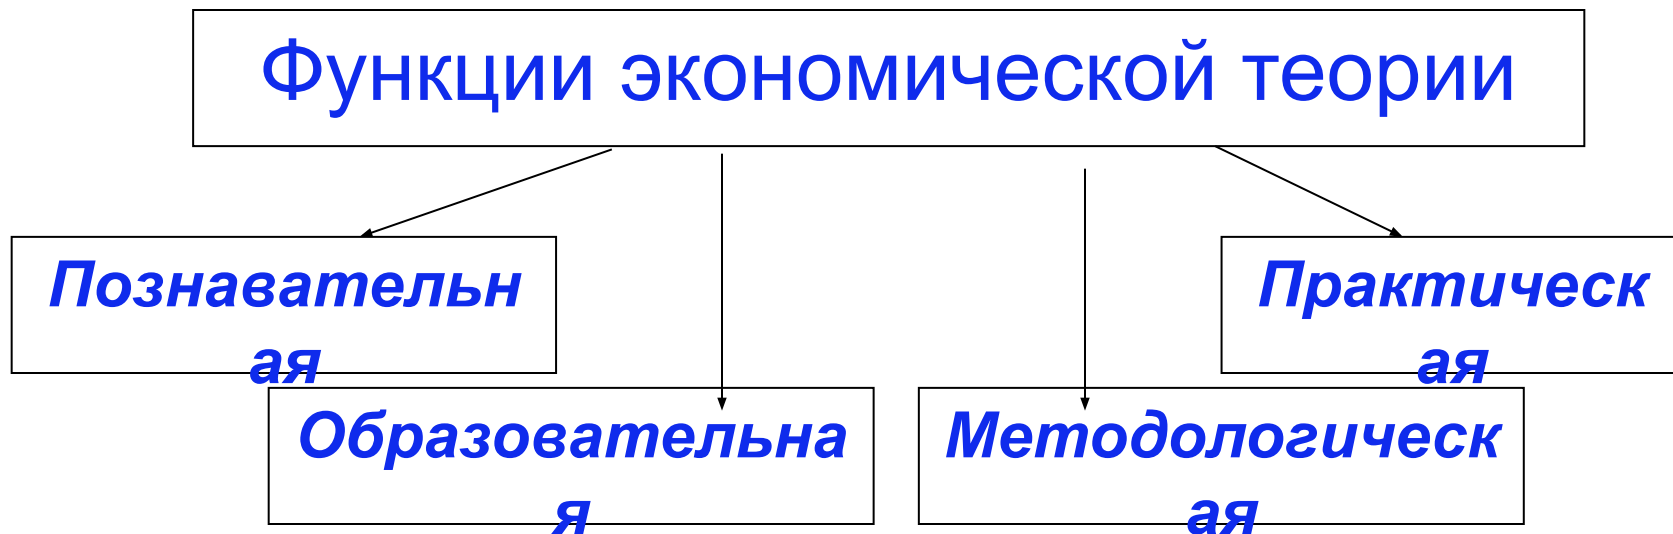 Функции экономической теории
Познавательн
ая
Практическ
ая
Образовательна
я
Методологическ
ая